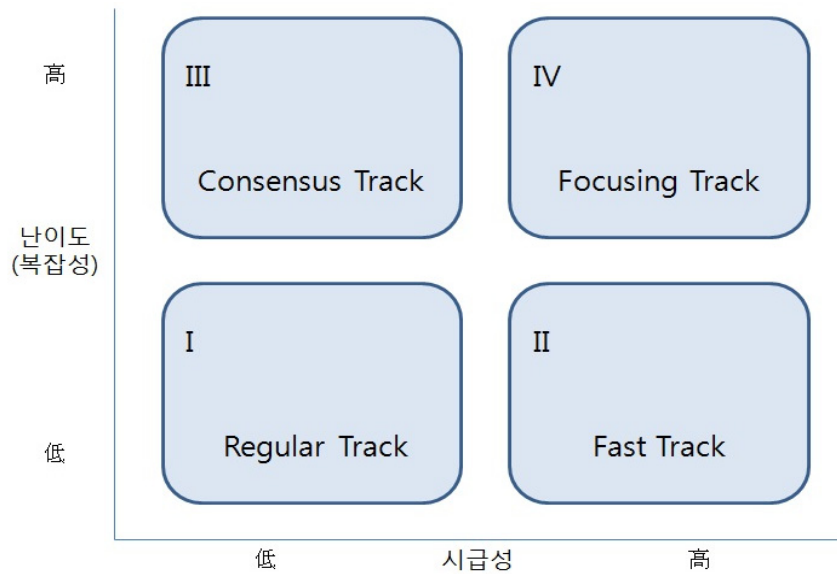 高
III
IV
Consensus Track
Focusing Track
난이도
(복잡성)
I
II
低
Regular Track
Fast Track
低
시급성
高